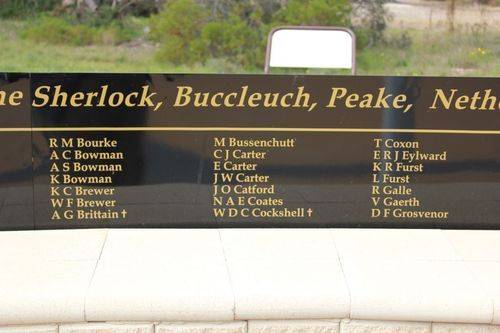 Sherlock, Buccleuch, Peake,
R M Bourke
A C Bowman
A S Bowman
K Bowman
K C Brewer
W F Brewer
A G Brittain †
M Bussenchutt
C J Carter
E Carter
J W Carter
J O Catford
N A E Coates
W D C Cockshell †
T Coxon
E R J Eylward
K R Furst
L Furst
R Galle
V Gaerth
D F Grosvenor